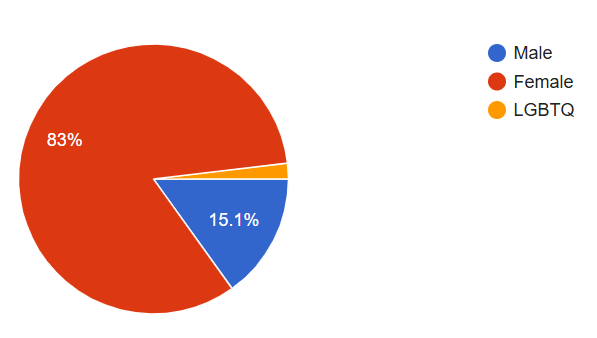 Male
Female
LGBTQ
83%
15.1%